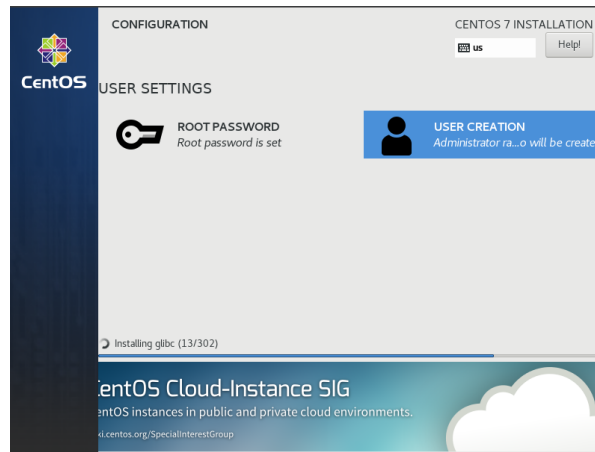 CONFIGURATION
CENTOS 7 INSTALLATION
us
Help!
CentOS
USER SETTINGS
ROOT PASSWORD
Root password is set
USER CREATION
Administrator ra...o will be create
Installing glibc (13/302)
entOS Cloud-Instance SIG
entOS instances in public and private cloud environments.
ki.centos.org/SpecialInterestGroup